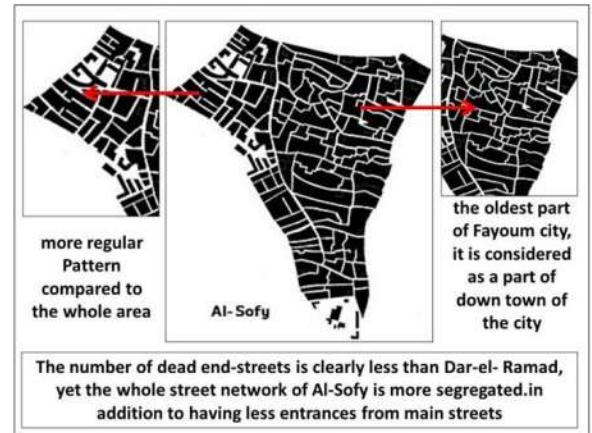 more regular
Pattern
compared to
the whole area
Al- Sofy
the oldest part
of Fayoum city,
it is considered
as a part of
down town of
the city
The number of dead end-streets is clearly less than Dar-el- Ramad,
yet the whole street network of Al-Sofy is more segregated.in
addition to having less entrances from main streets